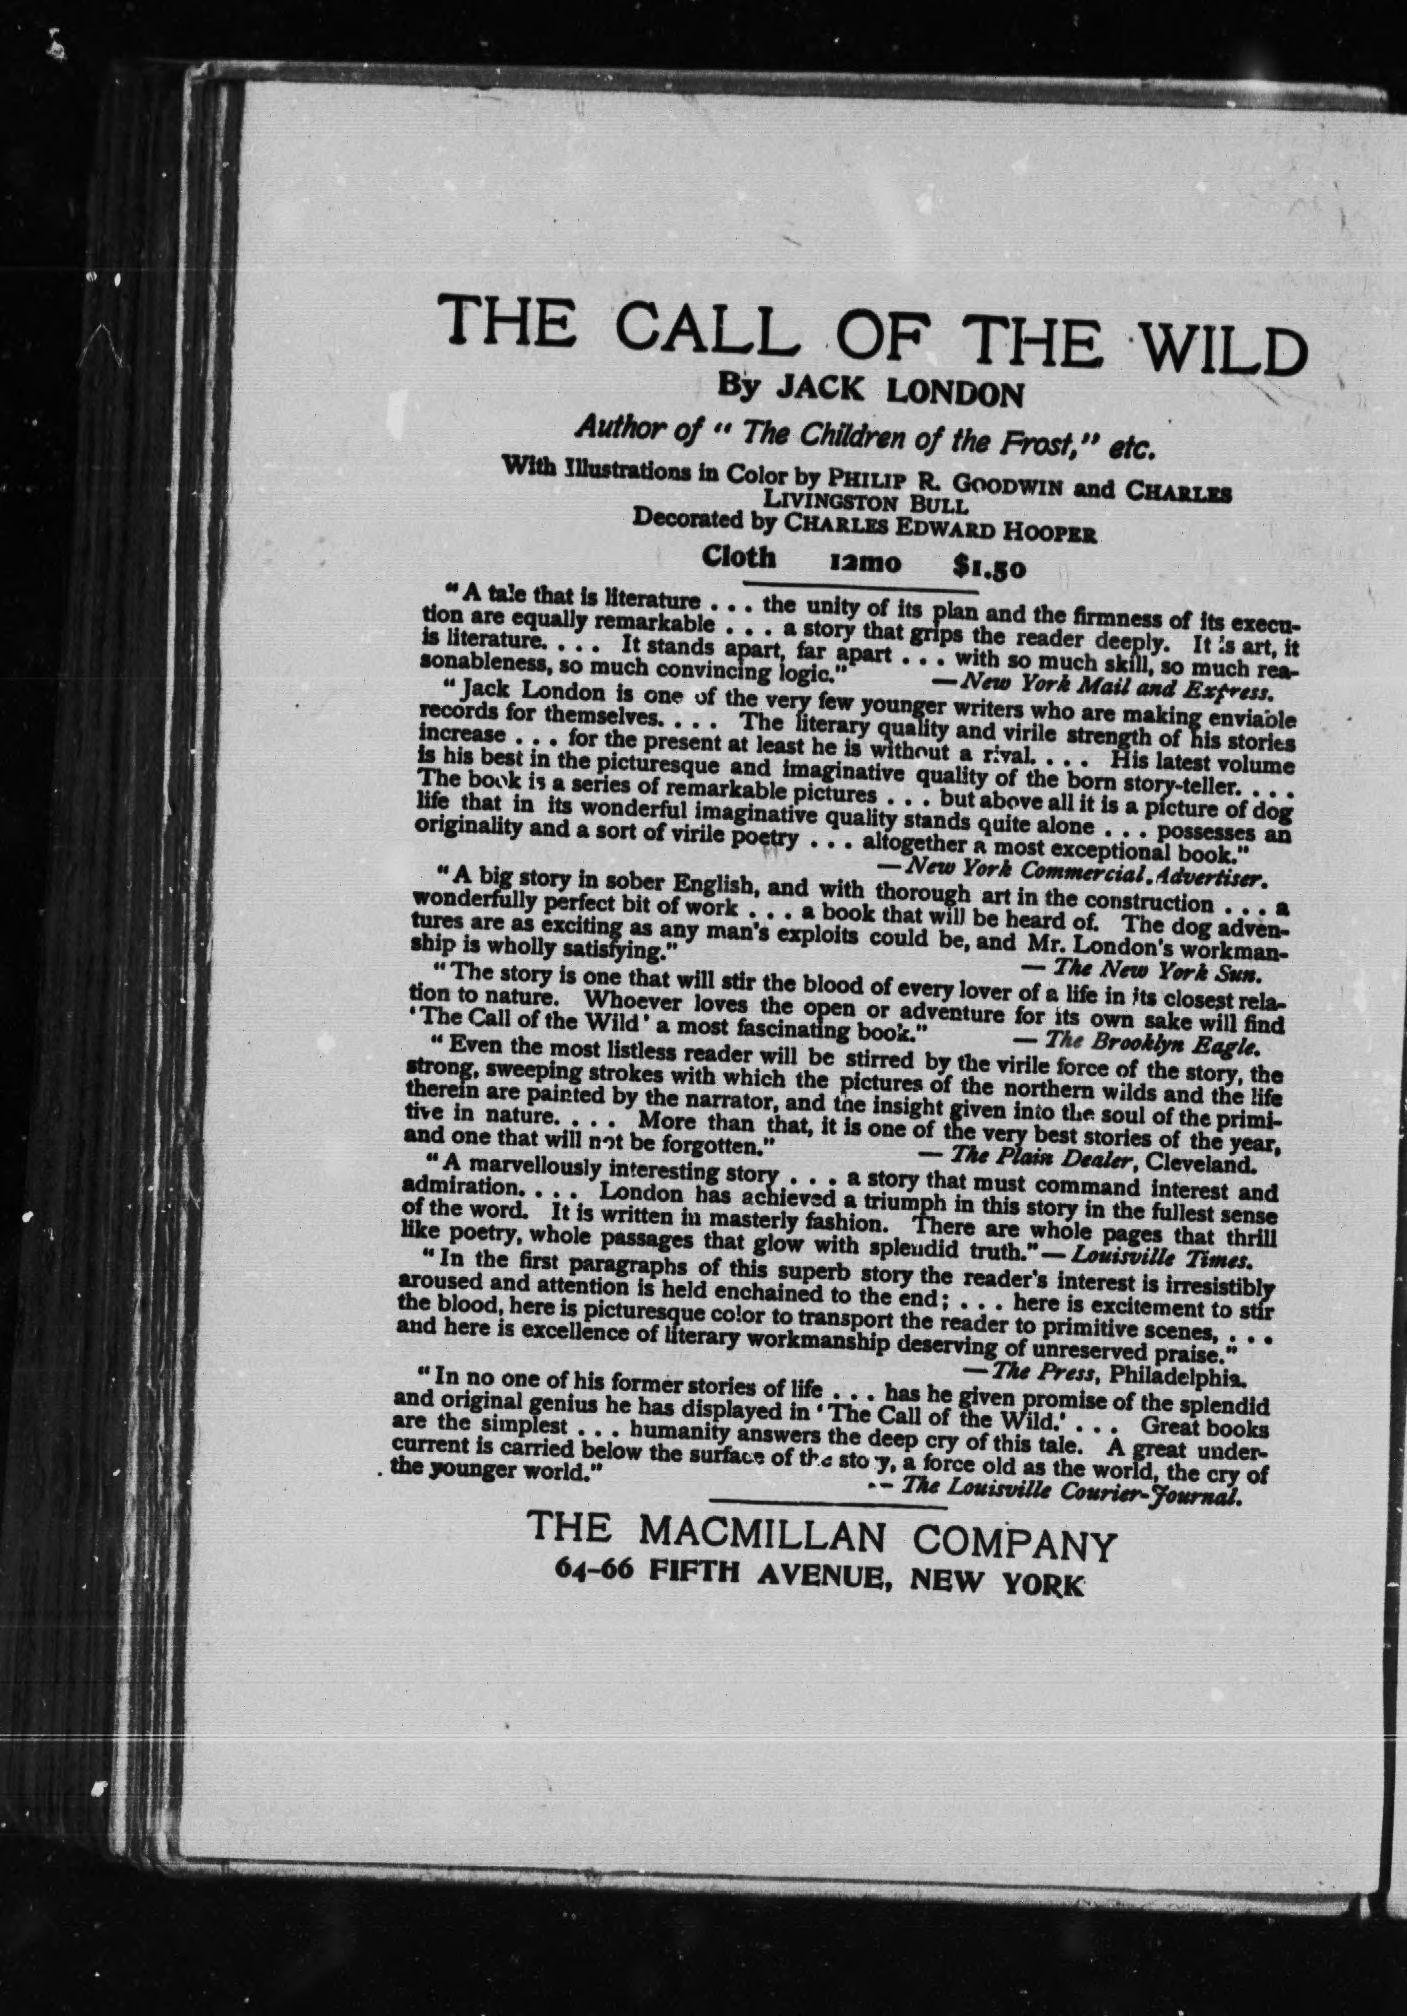 THE CALL OF THE WILD
By JACK LONDON
Author of "The Children of the Frost," etc.
With Illustrations in Color by PHILIP R. GOODWIN and CHARLES
LIVINGSTON BULL
Decorated by CHARLES EDWARD HOOPER
Cloth 12mo $1.50
"A tale that is literature . . . the unity of its plan and the firmness of its execu-
tion are equally remarkable . . . a story that grips the reader deeply. It is art, it
is literature. . . . It stands apart, far apart . . . with so much skill, so much rea-
sonableness, so much convincing logic." —New York Mail and Express.
"Jack London is one of the very few younger writers who are making enviable
records for themselves. . . . The literary quality and virile strength of his stories
increase . . . for the present at least he is without a rival. . . . His latest volume
is his best in the picturesque and imaginative quality of the born story-teller. . . .
The book is a series of remarkable pictures . . . but above all it is a picture of dog
life that in its wonderful imaginative quality stands quite alone . . . possesses an
originality and a sort of virile poetry . . . altogether a most exceptional book."
—New York Commercial Advertiser.
"A big story in sober English, and with thorough art in the construction . . . a
wonderfully perfect bit of work . . . a book that will be heard of. The dog adven-
tures are as exciting as any man's exploits could be, and Mr. London's workman-
ship is wholly satisfying." — The New York Sun.
"The story is one that will stir the blood of every lover of a life in its closest rela-
tion to nature. Whoever loves the open or adventure for its own sake will find
'The Call of the Wild' a most fascinating book." — The Brooklyn Eagle.
"Even the most listless reader will be stirred by the virile force of the story, the
strong, sweeping strokes with which the pictures of the northern wilds and the life
therein are painted by the narrator, and the insight given into the soul of the primi-
tive in nature. . . . More than that, it is one of the very best stories of the year,
and one that will not be forgotten." — The Plain Dealer, Cleveland.
"A marvellously interesting story . . . a story that must command interest and
admiration. . . . London has achieved a triumph in this story in the fullest sense
of the word. It is written in masterly fashion. There are whole pages that thrill
like poetry, whole passages that glow with splendid truth."—Louisville Times.
"In the first paragraphs of this superb story the reader's interest is irresistibly
aroused and attention is held enchained to the end; . . . here is excitement to stir
the blood, here is picturesque color to transport the reader to primitive scenes, . . .
and here is excellence of literary workmanship deserving of unreserved praise."
—The Press, Philadelphia.
"In no one of his former stories of life . . . has he given promise of the splendid
and original genius he has displayed in 'The Call of the Wild.' . . . Great books
are the simplest . . . humanity answers the deep cry of this tale. A great under-
current is carried below the surface of the story, a force old as the world, the cry of
the younger world." — The Louisville Courier-Journal.
THE MACMILLAN COMPANY
64-66 FIFTH AVENUE, NEW YORK